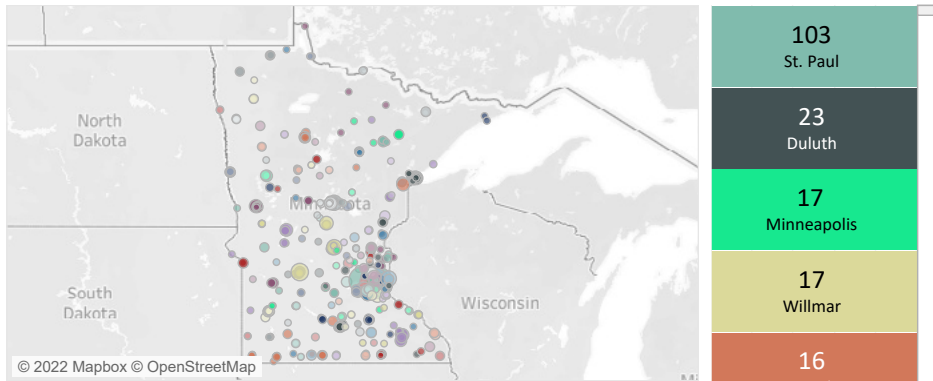 North
Dakota
Minnesota
South
Dakota
Wisconsin
© 2022 Mapbox © OpenStreetMap
103
St. Paul
23
Duluth
17
Minneapolis
17
Willmar
16